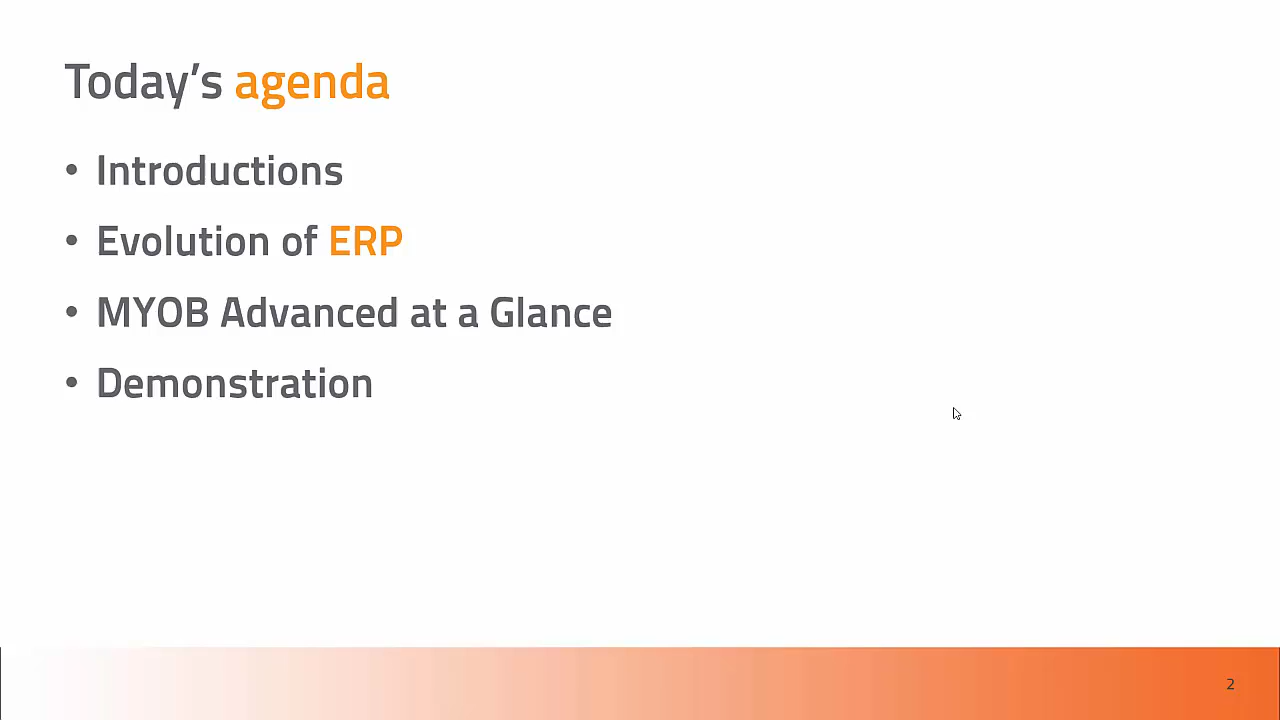 Today’s agenda
• Introductions
• Evolution of ERP
• MYOB Advanced at a Glance
• Demonstration
2